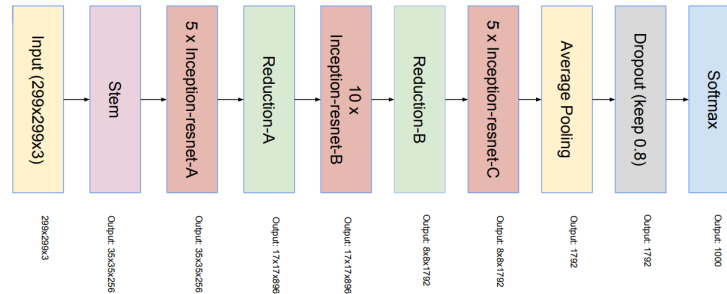 Input (299x299x3)
Stem
5 x Inception-resnet-A
Reduction-A
10 x
Inception-resnet-B
Reduction-B
5 x Inception-resnet-C
Average Pooling
Dropout (keep 0.8)
Softmax
299x299x3
Output: 35x35x256
Output: 35x35x256
Output: 17x17x896
Output: 17x17x896
Output: 8x8x1792
Output: 8x8x1792
Output: 1792
Output: 1792
Output: 1000